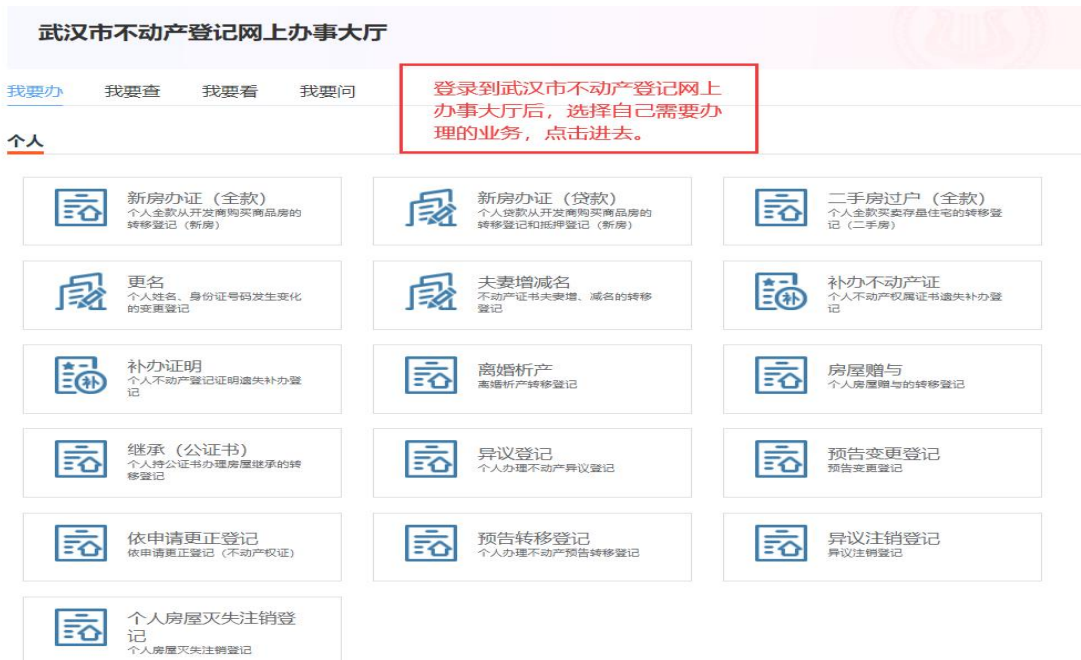 武汉市不动产登记网上办事大厅
我要办 我要查 我要看 我要问
登录到武汉市不动产登记网上
办事大厅后，选择自己需要办
理的业务，点击进去。
个人
新房办证（全款）
个人全款从开发商购买商品房的
转移登记（新房）
新房办证（贷款）
个人贷款从开发商购买商品房的
转移登记和抵押登记（新房）
二手房过户（全款）
个人全款买卖存量住宅的转移登
记（二手房）
更名
个人姓名、身份证号码发生变化
的变更登记
夫妻增减名
不动产证书夫妻增、减名的转移
登记
补办不动产证
个人不动产权属证书遗失补办登
记
补办证明
个人不动产登记证明遗失补办登
记
离婚析产
离婚析产转移登记
房屋赠与
个人房屋赠与的转移登记
继承（公证书）
个人持公证书办理房屋继承的转
移登记
异议登记
个人办理不动产异议登记
预告变更登记
预告变更登记
依申请更正登记
依申请更正登记（不动产权证）
预告转移登记
个人办理不动产预告转移登记
异议注销登记
异议注销登记
个人房屋灭失注销登
记
个人房屋灭失注销登记